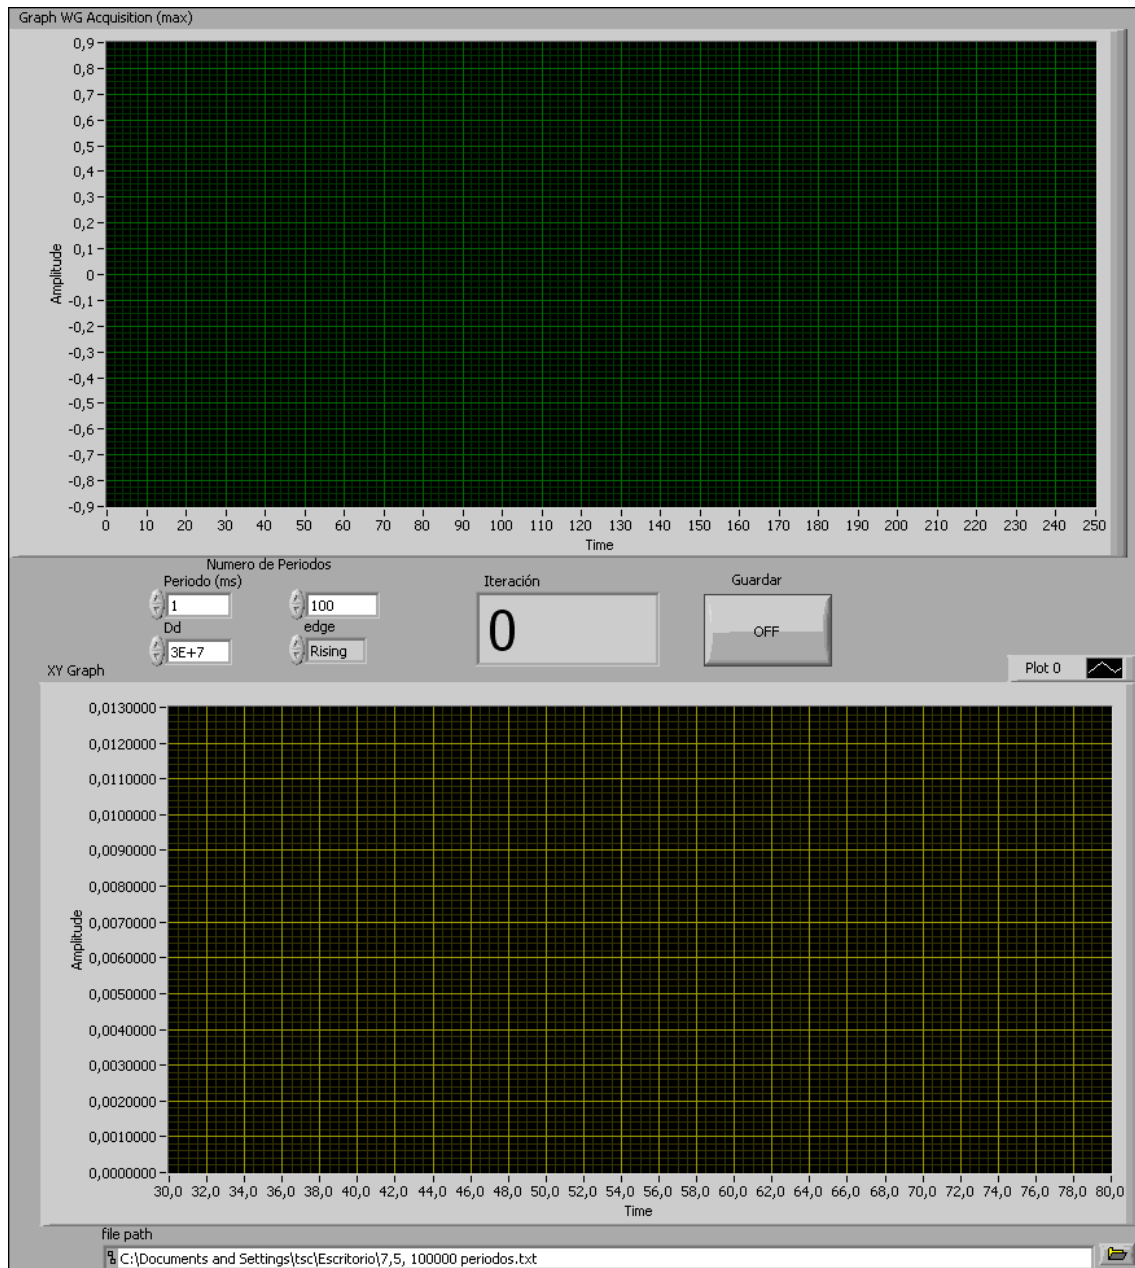 Graph WG Acquisition (max)
0,9
0,8
0,7
0,6
0,5
0,4
0,3
0,2
0,1
0
-0,1
-0,2
-0,3
-0,4
-0,5
-0,6
-0,7
-0,8
-0,9
Amplitude
0 10 20 30 40 50 60 70 80 90 100 110 120 130 140 150 160 170 180 190 200 210 220 230 240 250
Time
Numero de Periodos
Periodo (ms) Iteración Guardar
1 100
0 OFF
Dd edge
3E+7 Rising
XY Graph Plot 0
0,0130000
0,0120000
0,0110000
0,0100000
0,0090000
0,0080000
0,0070000
0,0060000
0,0050000
0,0040000
0,0030000
0,0020000
0,0010000
0,0000000
Amplitude
30,0 32,0 34,0 36,0 38,0 40,0 42,0 44,0 46,0 48,0 50,0 52,0 54,0 56,0 58,0 60,0 62,0 64,0 66,0 68,0 70,0 72,0 74,0 76,0 78,0 80,0
Time
file path
C:\Documents and Settings\tsc\Escritorio\7,5, 100000 periodos.txt